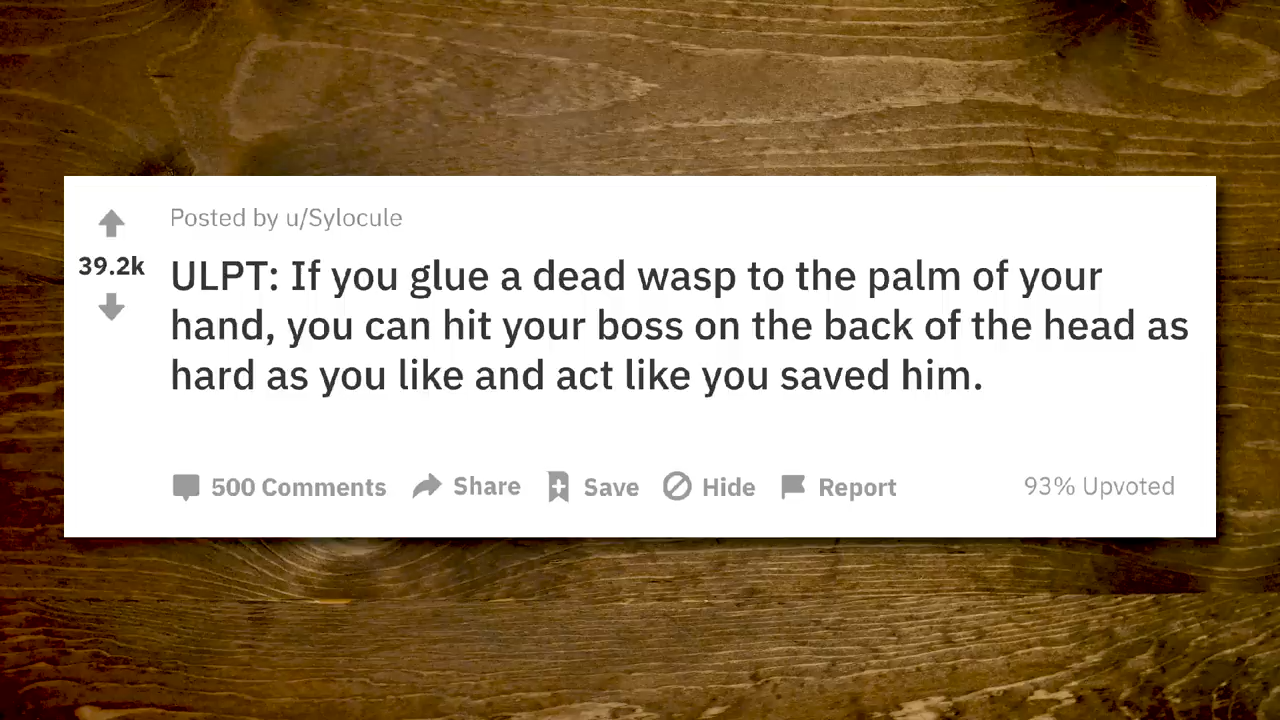 Posted by u/Sylocule
39.2k
ULPT: If you glue a dead wasp to the palm of your
hand, you can hit your boss on the back of the head as
hard as you like and act like you saved him.
500 Comments Share Save Hide Report 93% Upvoted